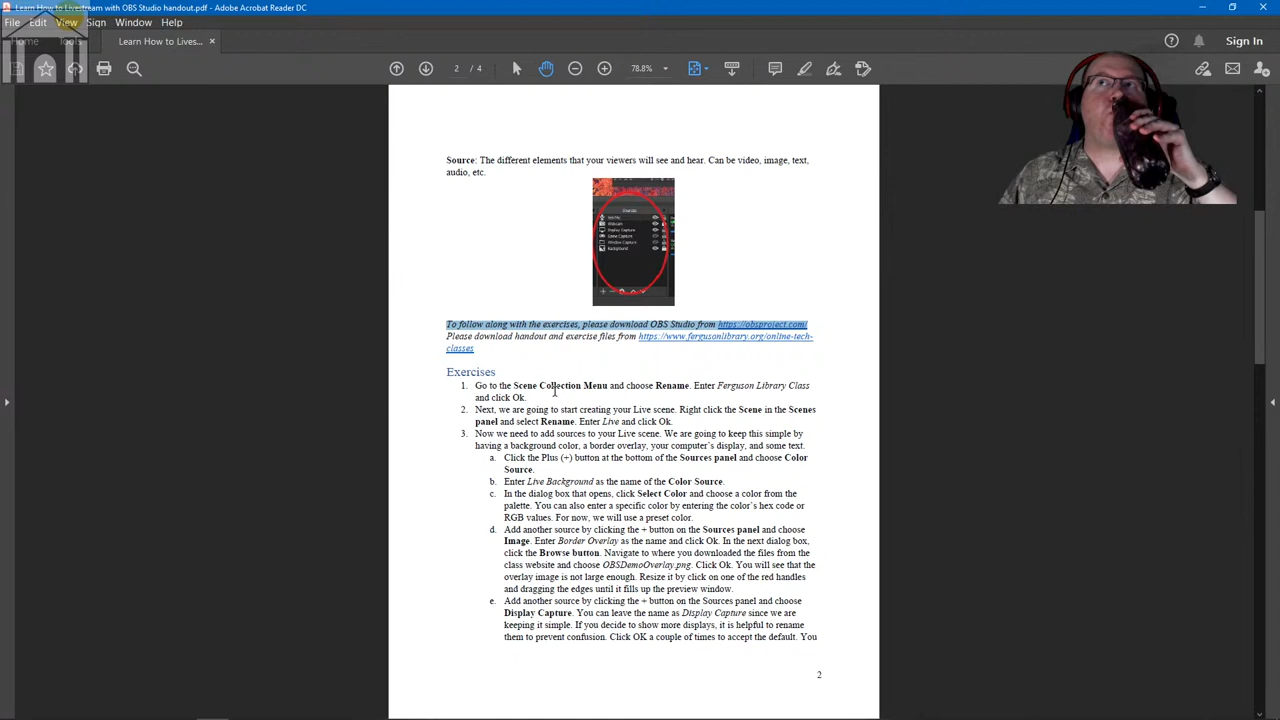 Learn How to Livestream with OBS Studio handout.pdf - Adobe Acrobat Reader DC
File Edit View Sign Window Help
Home Tools Learn How to Lives... × Sign In
2 / 4 78.8%
Source: The different elements that your viewers will see and hear. Can be video, image, text,
audio, etc.
Sources
Webcam
Display Capture
Game Capture
Window Capture
Background
To follow along with the exercises, please download OBS Studio from https://obsproject.com/
Please download handout and exercise files from https://www.fergusonlibrary.org/online-tech-
classes
Exercises
1. Go to the Scene Collection Menu and choose Rename. Enter Ferguson Library Class
and click Ok.
2. Next, we are going to start creating your Live scene. Right click the Scene in the Scenes
panel and select Rename. Enter Live and click Ok.
3. Now we need to add sources to your Live scene. We are going to keep this simple by
having a background color, a border overlay, your computer's display, and some text.
a. Click the Plus (+) button at the bottom of the Sources panel and choose Color
Source.
b. Enter Live Background as the name of the Color Source.
c. In the dialog box that opens, click Select Color and choose a color from the
palette. You can also enter a specific color by entering the color's hex code or
RGB values. For now, we will use a preset color.
d. Add another source by clicking the + button on the Sources panel and choose
Image. Enter Border Overlay as the name and click Ok. In the next dialog box,
click the Browse button. Navigate to where you downloaded the files from the
class website and choose OBSDemoOverlay.png. Click Ok. You will see that the
overlay image is not large enough. Resize it by click on one of the red handles
and dragging the edges until it fills up the preview window.
e. Add another source by clicking the + button on the Sources panel and choose
Display Capture. You can leave the name as Display Capture since we are
keeping it simple. If you decide to show more displays, it is helpful to rename
them to prevent confusion. Click OK a couple of times to accept the default. You
2